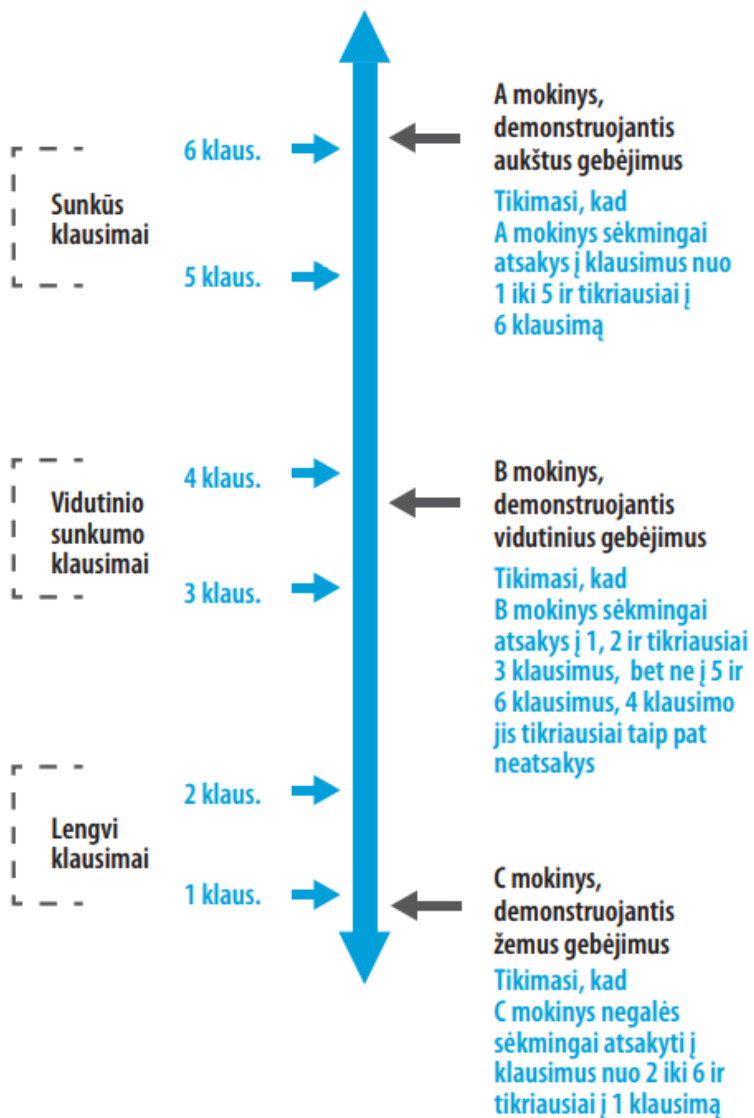 A mokinys,
demonstruojantis
aukštus gebėjimus
Tikimasi, kad
A mokinys sėkmingai
atsakys į klausimus nuo
1 iki 5 ir tikriausiai į
6 klausimą
6 klaus.
Sunkūs
klausimai
5 klaus.
4 klaus.
Vidutinio
sunkumo
klausimai
3 klaus.
B mokinys,
demonstruojantis
vidutinius gebėjimus
Tikimasi, kad
B mokinys sėkmingai
atsakys į 1, 2 ir tikriausiai
3 klausimus, bet ne į 5 ir
6 klausimus, 4 klausimo
jis tikriausiai taip pat
neatsakys
2 klaus.
Lengvi
klausimai
1 klaus.
C mokinys,
demonstruojantis
žemus gebėjimus
Tikimasi, kad
C mokinys negalės
sėkmingai atsakyti į
klausimus nuo 2 iki 6 ir
tikriausiai į 1 klausimą